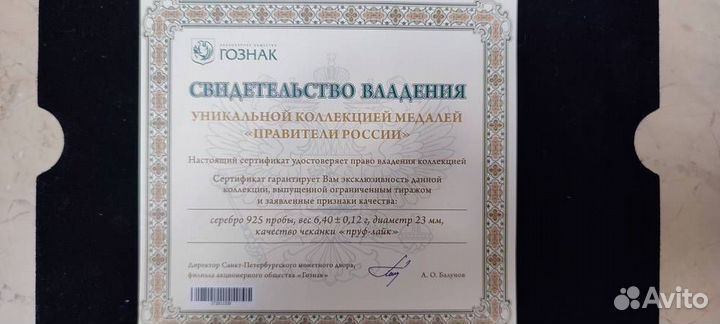 АКЦИОНЕРНОЕ ОБЩЕСТВО
ГОЗНАК
СВИДЕТЕЛЬСТВО ВЛАДЕНИЯ
УНИКАЛЬНОЙ КОЛЛЕКЦИЕЙ МЕДАЛЕЙ
«ПРАВИТЕЛИ РОССИИ»
Настоящий сертификат удостоверяет право владения коллекцией
Сертификат гарантирует Вам эксклюзивность данной
коллекции, выпущенной ограниченным тиражом
и заявленные признаки качества:
серебро 925 пробы, вес 6,40 ± 0,12 г, диаметр 23 мм,
качество чеканки «пруф-лайк»
Директор Санкт-Петербургского монетного двора,
филиала акционерного общества «Гознак»
А. О. Балунов
Avito